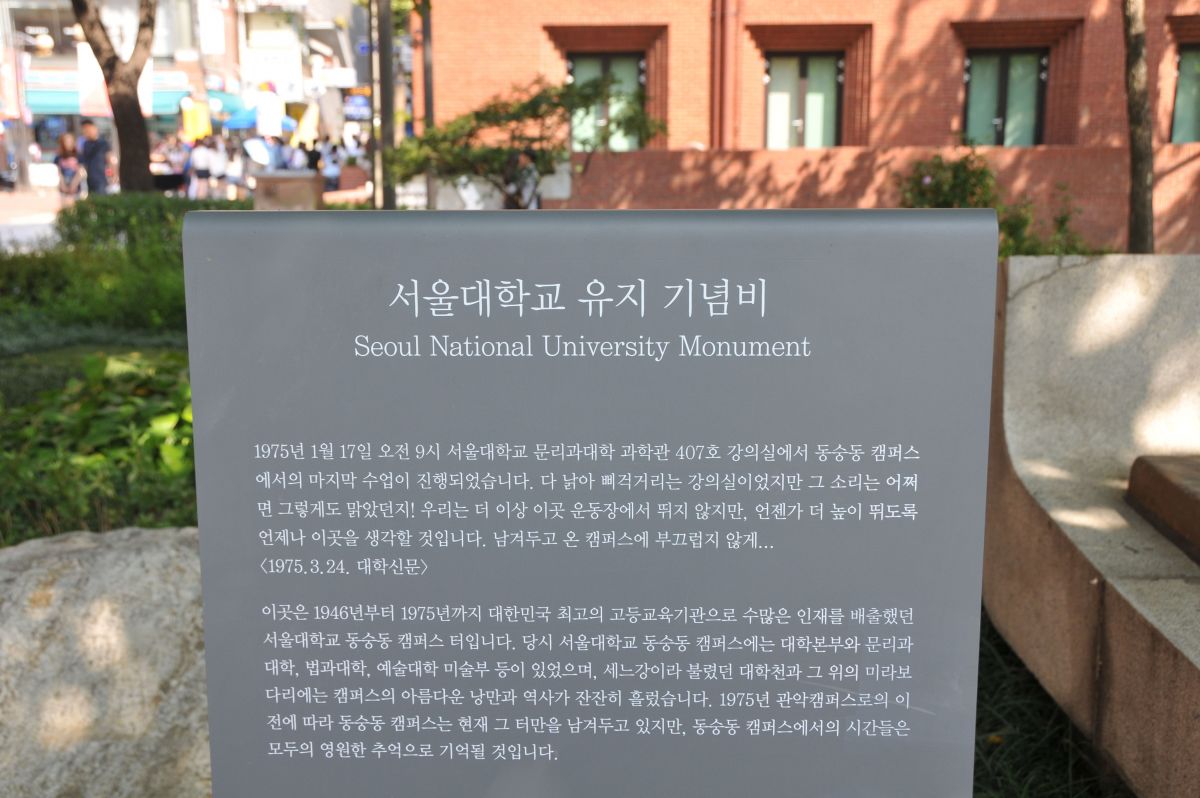 서울대학교 유지 기념비
Seoul National University Monument
1975년 1월 17일 오전 9시 서울대학교 문리과대학 과학관 407호 강의실에서 동숭동 캠퍼스
에서의 마지막 수업이 진행되었습니다. 다 낡아 삐걱거리는 강의실이었지만 그 소리는 어쩌
면 그렇게도 맑았던지! 우리는 더 이상 이곳 운동장에서 뛰지 않지만, 언젠가 더 높이 뛰도록
언제나 이곳을 생각할 것입니다. 남겨두고 온 캠퍼스에 부끄럽지 않게...
〈1975.3.24. 대학신문〉
이곳은 1946년부터 1975년까지 대한민국 최고의 고등교육기관으로 수많은 인재를 배출했던
서울대학교 동숭동 캠퍼스 터입니다. 당시 서울대학교 동숭동 캠퍼스에는 대학본부와 문리과
대학, 법과대학, 예술대학 미술부 등이 있었으며, 세느강이라 불렸던 대학천과 그 위의 미라보
다리에는 캠퍼스의 아름다운 낭만과 역사가 잔잔히 흘렀습니다. 1975년 관악캠퍼스로의 이
전에 따라 동숭동 캠퍼스는 현재 그 터만을 남겨두고 있지만, 동숭동 캠퍼스에서의 시간들은
모두의 영원한 추억으로 기억될 것입니다.